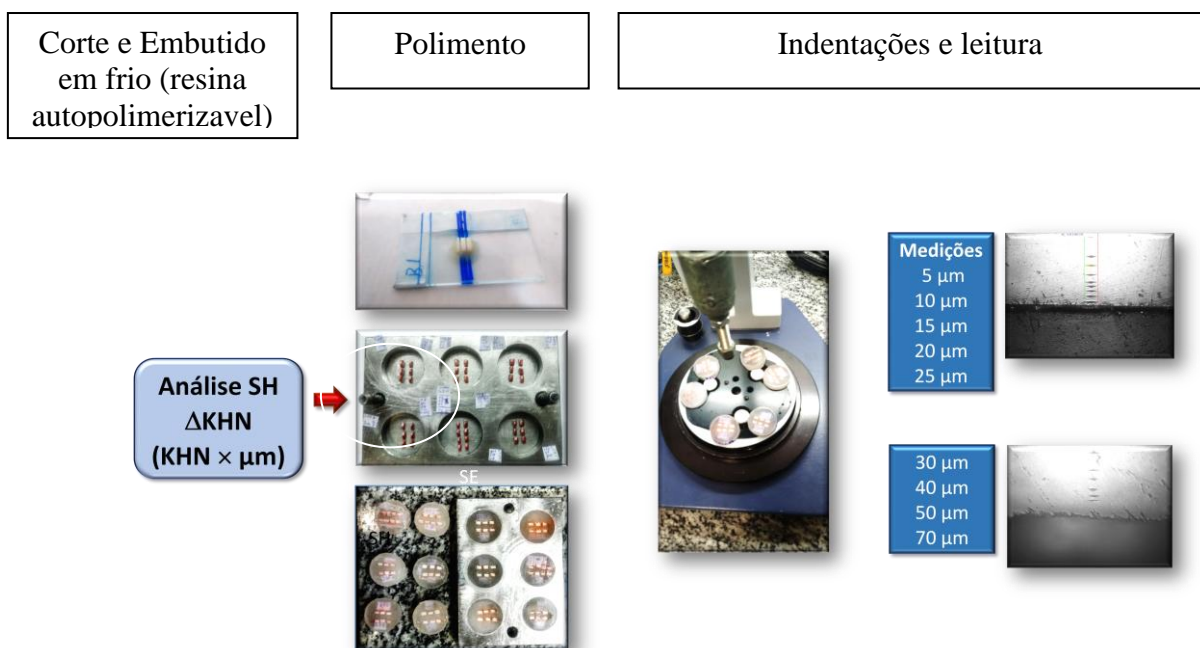 Corte e Embutido
em frio (resina
autopolimerizavel)
Polimento
Indentações e leitura
B1
Análise SH
ΔKHN
(KHN × µm)
SE
Medições
5 µm
10 µm
15 µm
20 µm
25 µm
30 µm
40 µm
50 µm
70 µm